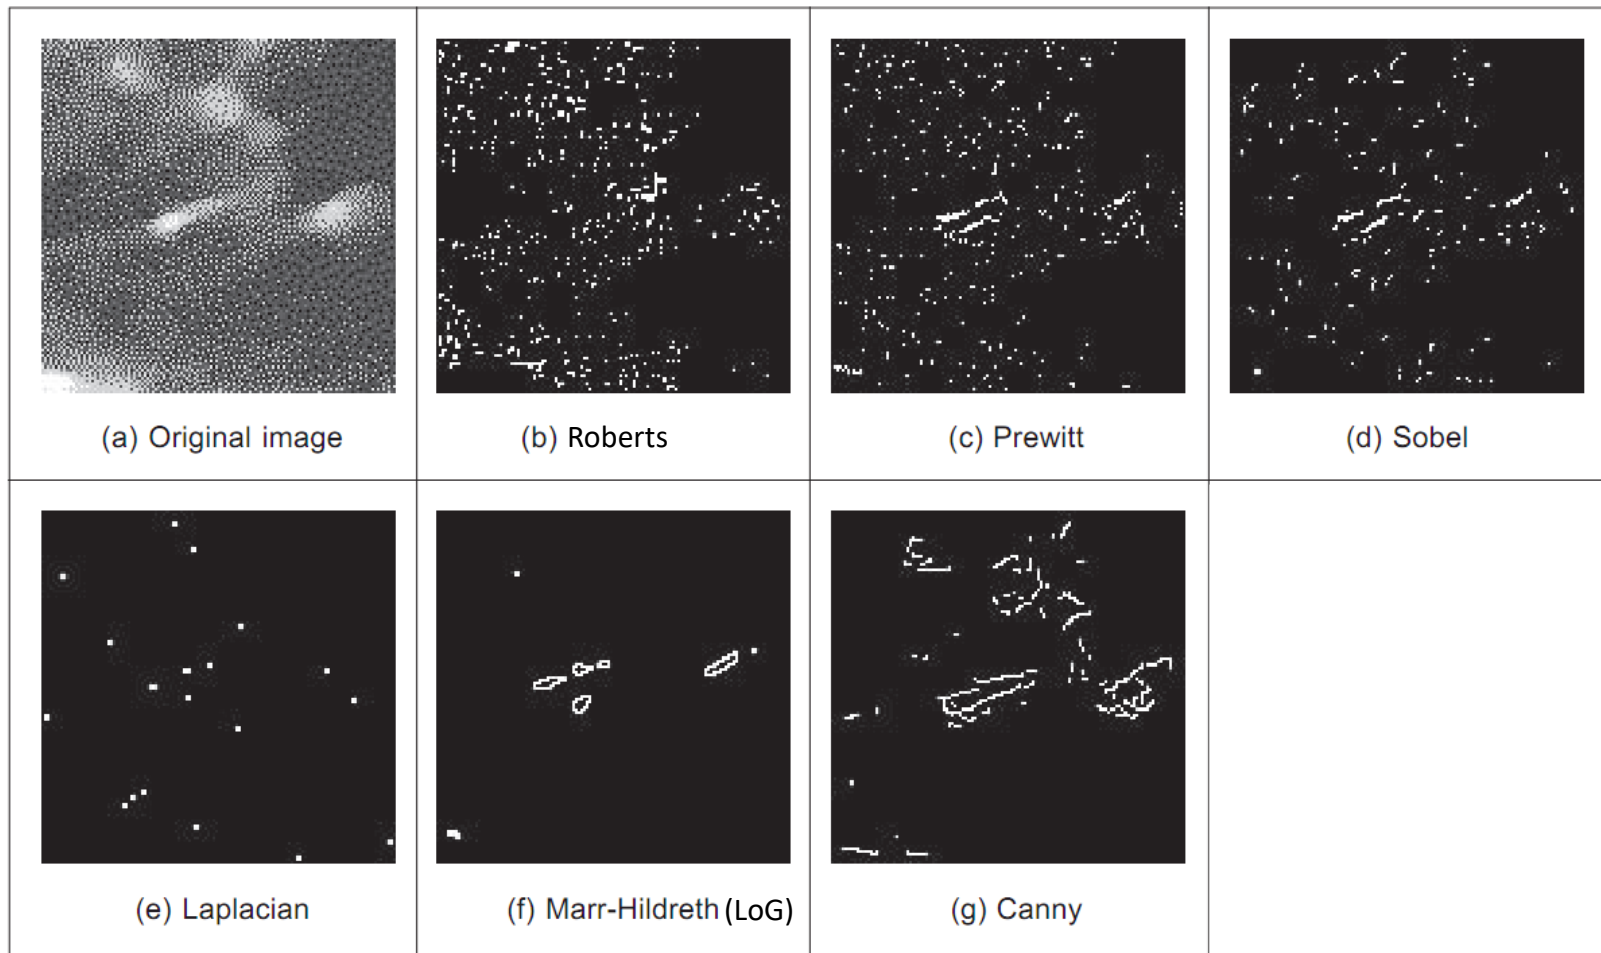 (a) Original image
(b) Roberts
(c) Prewitt
(d) Sobel
(e) Laplacian
(f) Marr-Hildreth (LoG)
(g) Canny